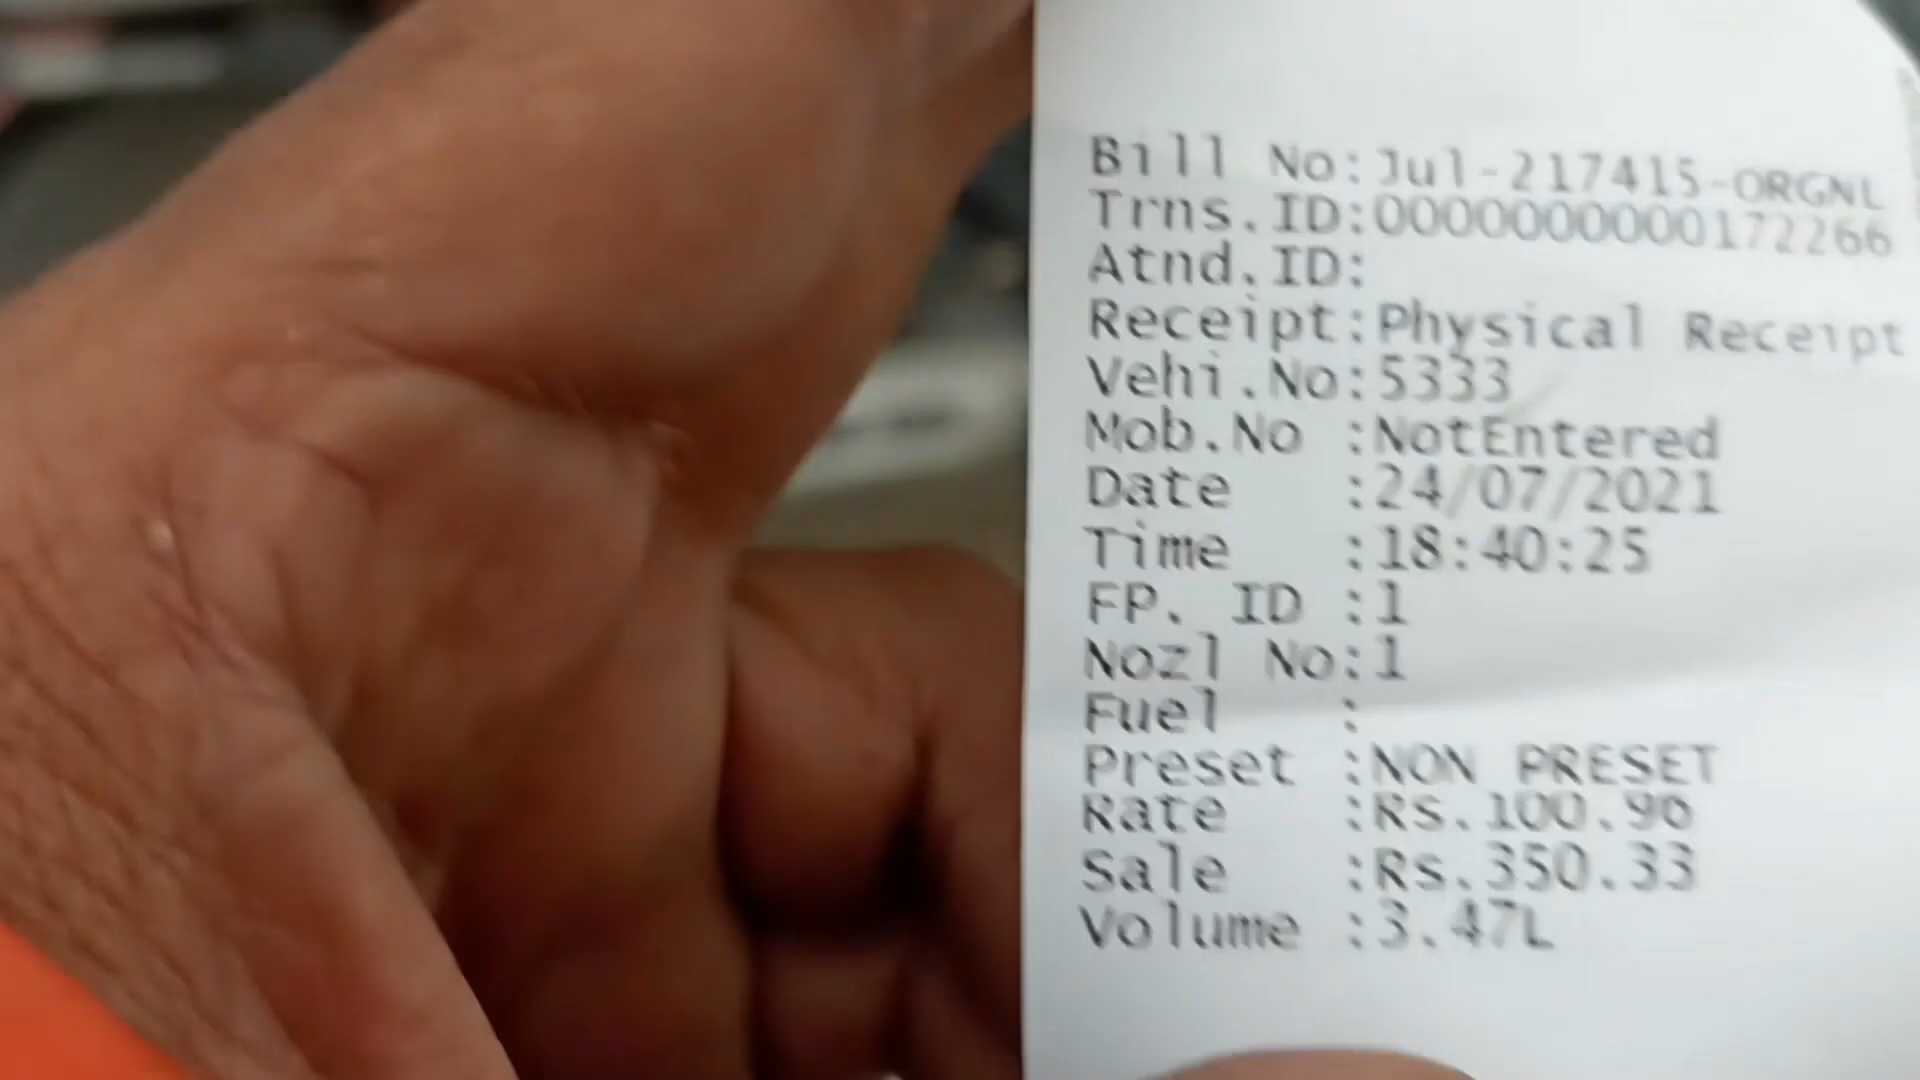 Bill No:Jul-217415-ORGNL
Trns.ID:0000000000172266
Atnd.ID:
Receipt:Physical Receipt
Vehi.No:5333
Mob.No :NotEntered
Date :24/07/2021
Time :18:40:25
FP. ID :1
Nozl No:1
Fuel :
Preset :NON PRESET
Rate :Rs.100.96
Sale :Rs.350.33
Volume :3.47L